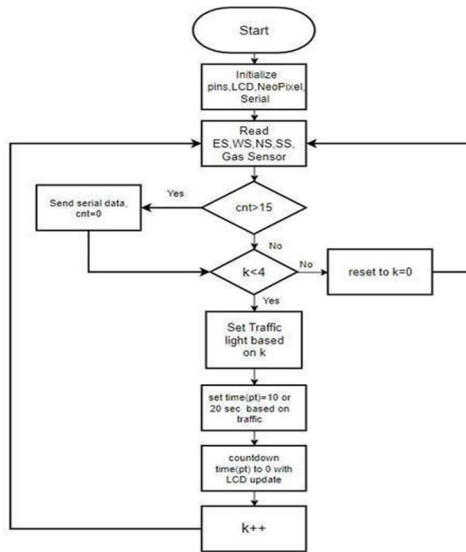 Start
Initialize
pins,LCD,NeoPixel,
Serial
Read
ES,WS,NS,SS,
Gas Sensor
Yes
Send serial data,
cnt=0
cnt>15
No
k<4
No
reset to k=0
Yes
Set Traffic
light based
on k
set time(pt)=10 or
20 sec based on
traffic
countdown
time(pt) to 0 with
LCD update
k++